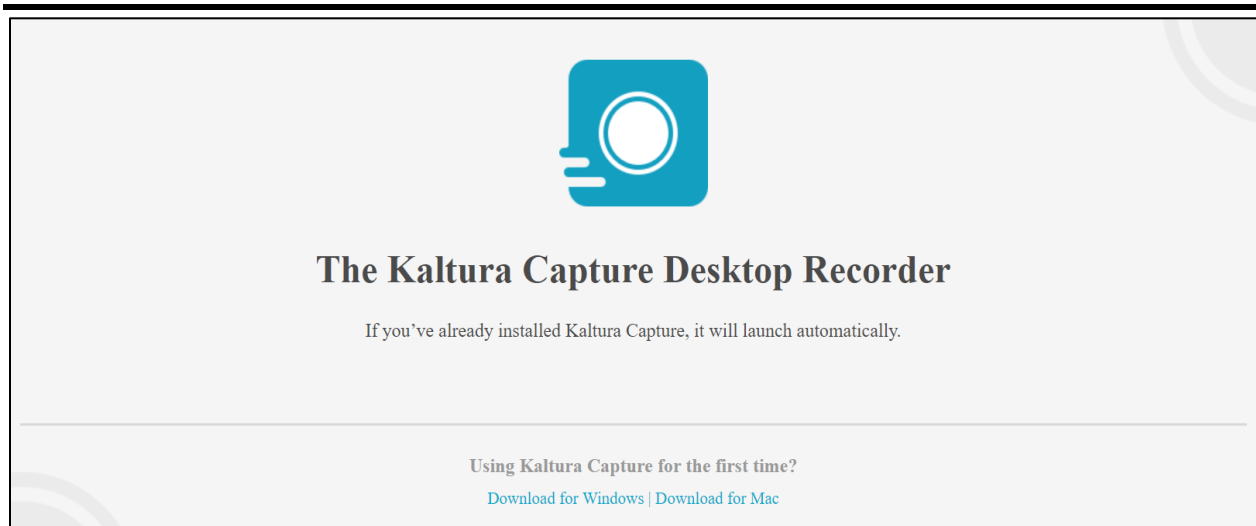 The Kaltura Capture Desktop Recorder
If you’ve already installed Kaltura Capture, it will launch automatically.
Using Kaltura Capture for the first time?
Download for Windows | Download for Mac